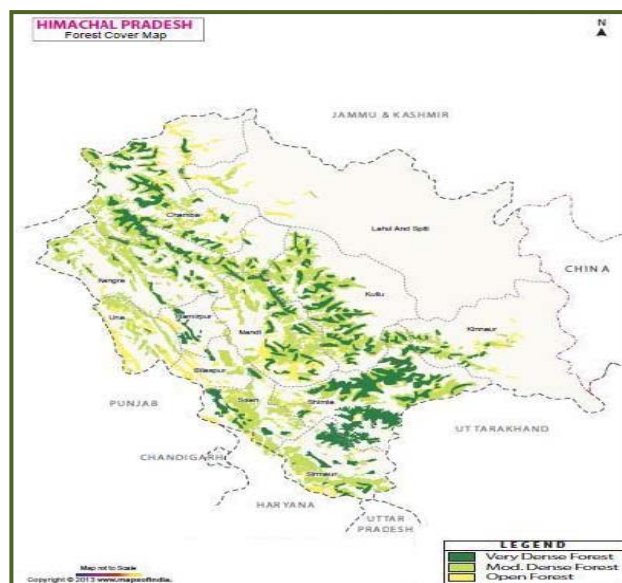 HIMACHAL PRADESH
Forest Cover Map
N
JAMMU & KASHMIR
Chamba
Lahul And Spiti
CHINA
Kangra
Kullu
Una
Hamirpur
Mandi
Kinnaur
Bilaspur
PUNJAB
Solan
Shimla
UTTARAKHAND
CHANDIGARH
Sirmaur
HARYANA
UTTAR
PRADESH
LEGEND
Very Dense Forest
Mod. Dense Forest
Open Forest
Map not to Scale
Copyright © 2013 www.mapsofindia.